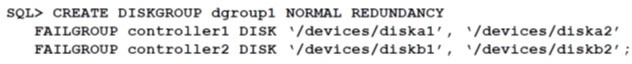 SQL> CREATE DISKGROUP dgroup1 NORMAL REDUNDANCY
FAILGROUP controller1 DISK '/devices/diska1', '/devices/diska2'
FAILGROUP controller2 DISK '/devices/diskb1', '/devices/diskb2';